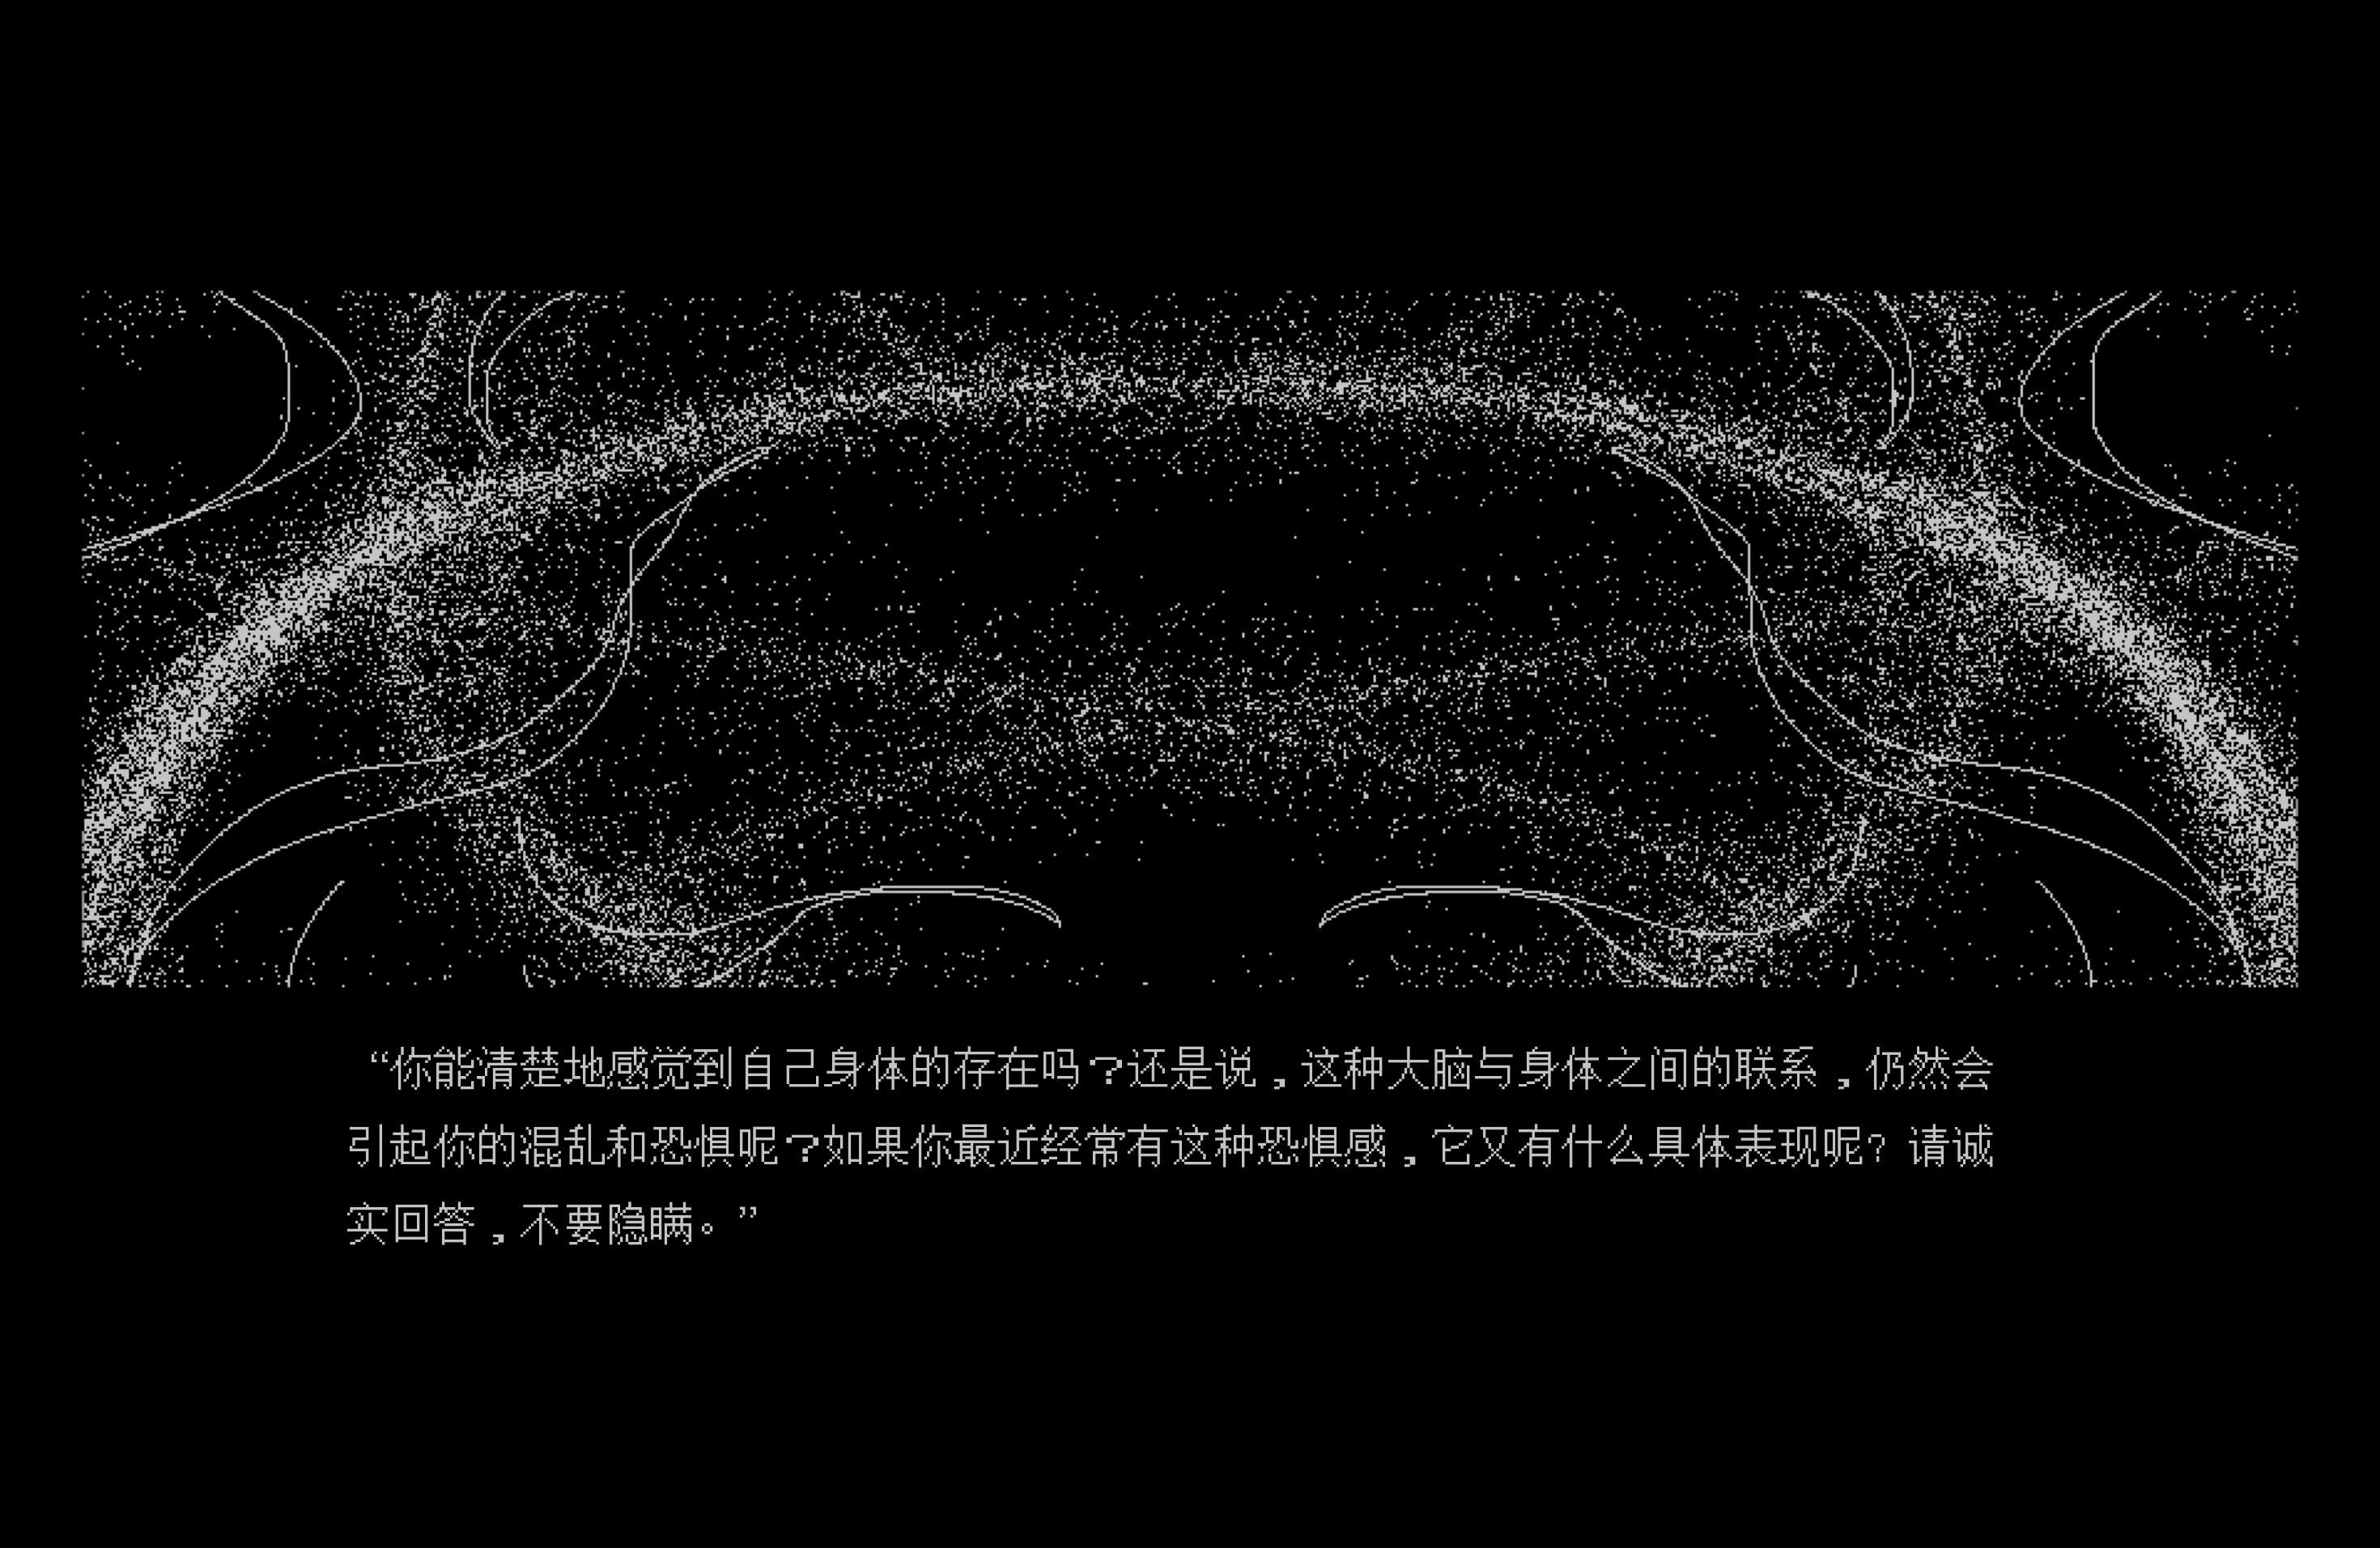 “你能清楚地感觉到自己身体的存在吗？还是说，这种大脑与身体之间的联系，仍然会
引起你的混乱和恐惧呢？如果你最近经常有这种恐惧感，它又有什么具体表现呢? 请诚
实回答，不要隐瞒。”